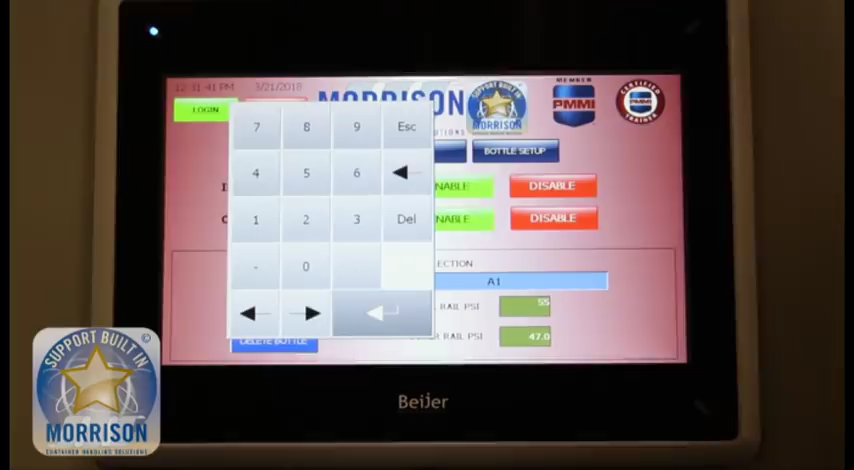 12:31:41 PM 3/21/2018
LOGIN
MORRISON
SUPPORT BUILT IN
MORRISON
MEMBER
PMMI
CERTIFIED
PMMI
TRAINER
BOTTLE SETUP
7 8 9 Esc
4 5 6
1 2 3 Del
- 0
NABLE DISABLE
NABLE DISABLE
ECTION
A1
RAIL PSI 55
RAIL PSI 47.0
DELETE BOTTLE
Beijer
SUPPORT BUILT IN
MORRISON
CONTAINER HANDLING SOLUTIONS
©